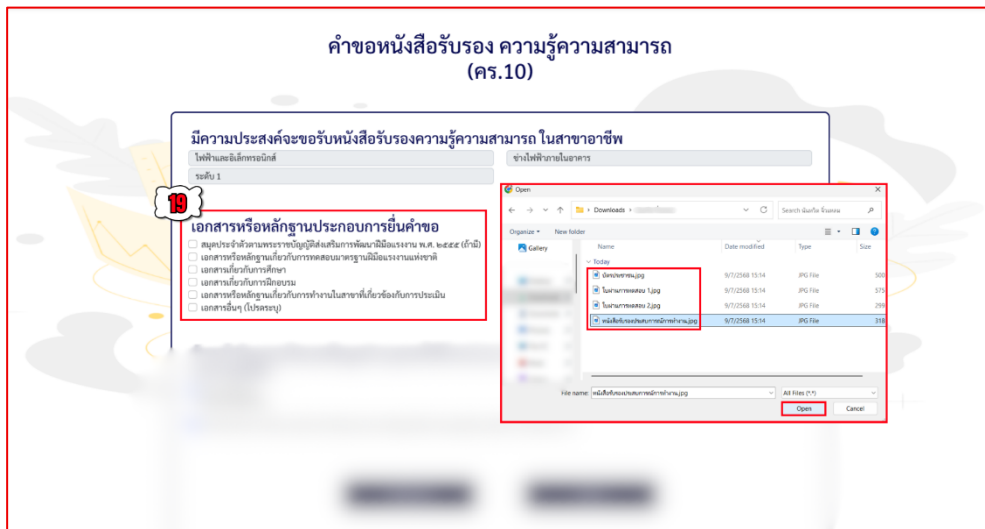 คำขอหนังสือรับรอง ความรู้ความสามารถ
(คร.10)
มีความประสงค์จะขอรับหนังสือรับรองความรู้ความสามารถ ในสาขาอาชีพ
ไฟฟ้าและอิเล็กทรอนิกส์
ช่างไฟฟ้าภายในอาคาร
ระดับ 1
19
เอกสารหรือหลักฐานประกอบการยื่นคำขอ
สมุดประจำตัวตามพระราชบัญญัติส่งเสริมการพัฒนาฝีมือแรงงาน พ.ศ. ๒๕๔๕ (ถ้ามี)
เอกสารหรือหลักฐานเกี่ยวกับการทดสอบมาตรฐานฝีมือแรงงานแห่งชาติ
เอกสารเกี่ยวกับการศึกษา
เอกสารเกี่ยวกับการฝึกอบรม
เอกสารหรือหลักฐานเกี่ยวกับการทำงานในสาขาที่เกี่ยวข้องกับการประเมิน
เอกสารอื่นๆ (โปรดระบุ)
Open
Downloads
Organize
New folder
Gallery
Name Date modified Type Size
Today
บัตรประชาชน.jpg 9/7/2568 15:14 JPG File 500
ใบผ่านการทดสอบ 1.jpg 9/7/2568 15:14 JPG File 575
ใบผ่านการทดสอบ 2.jpg 9/7/2568 15:14 JPG File
หนังสือรับรองประสบการณ์การทำงาน.jpg 9/7/2568 15:14 JPG File 318
File name: หนังสือรับรองประสบการณ์การทำงาน.jpg
All Files (*.*)
Open
Cancel